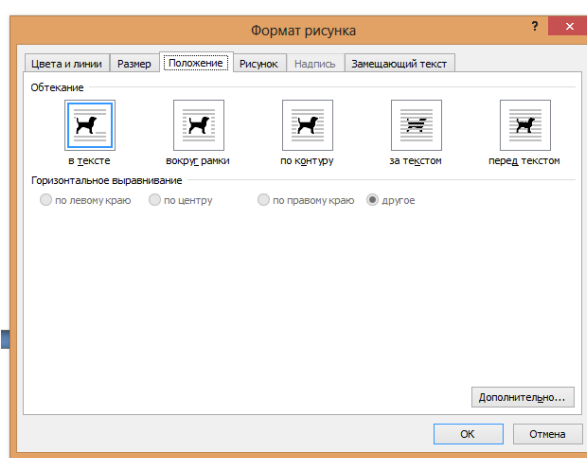 Формат рисунка
Цвета и линии Размер Положение Рисунок Надпись Замещающий текст
Обтекание
в тексте вокруг рамки по контуру за текстом перед текстом
Горизонтальное выравнивание
по левому краю по центру по правому краю другое
Дополнительно...
ОК Отмена